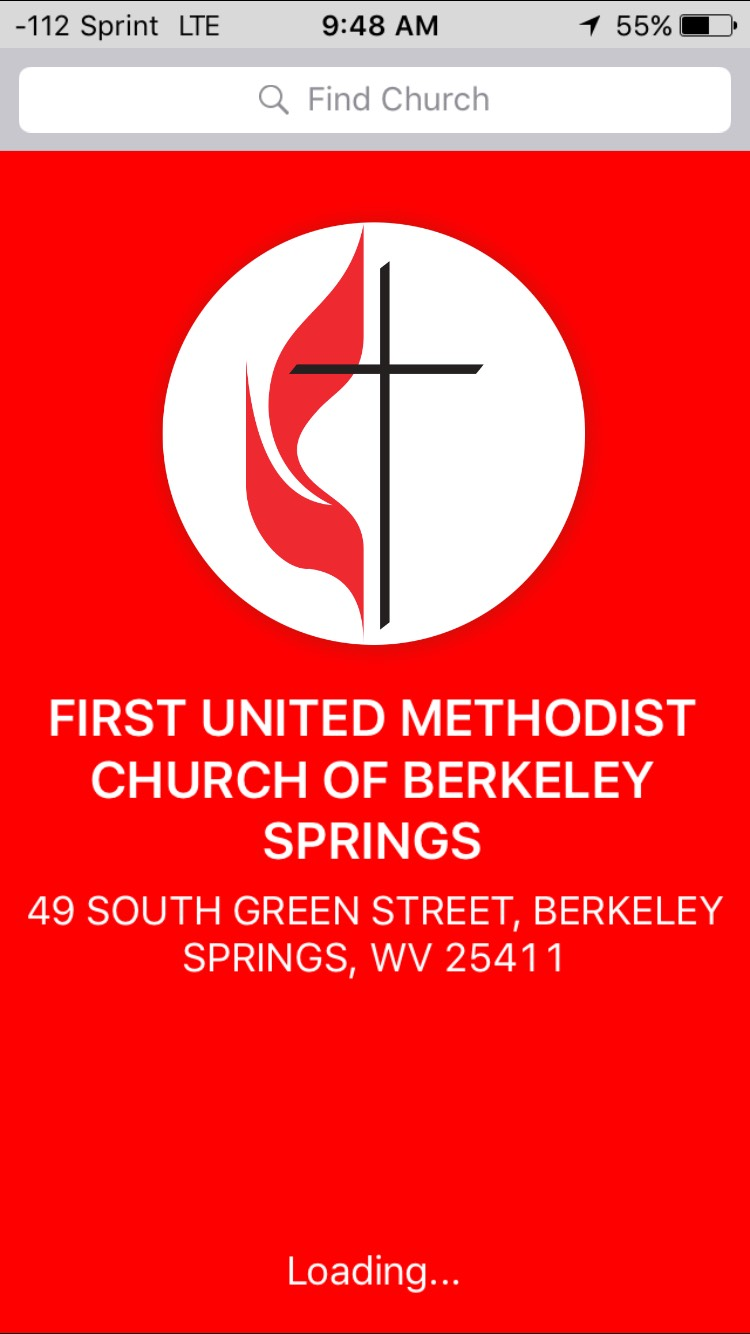 -112 Sprint LTE 9:48 AM 55%
Find Church
FIRST UNITED METHODIST
CHURCH OF BERKELEY
SPRINGS
49 SOUTH GREEN STREET, BERKELEY
SPRINGS, WV 25411
Loading...